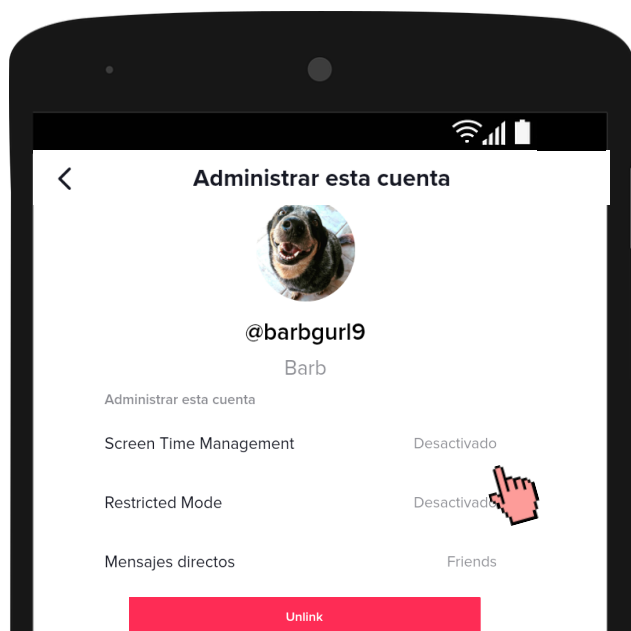 Administrar esta cuenta
@barbgurl9
Barb
Administrar esta cuenta
Screen Time Management Desactivado
Restricted Mode Desactivado
Mensajes directos Friends
Unlink